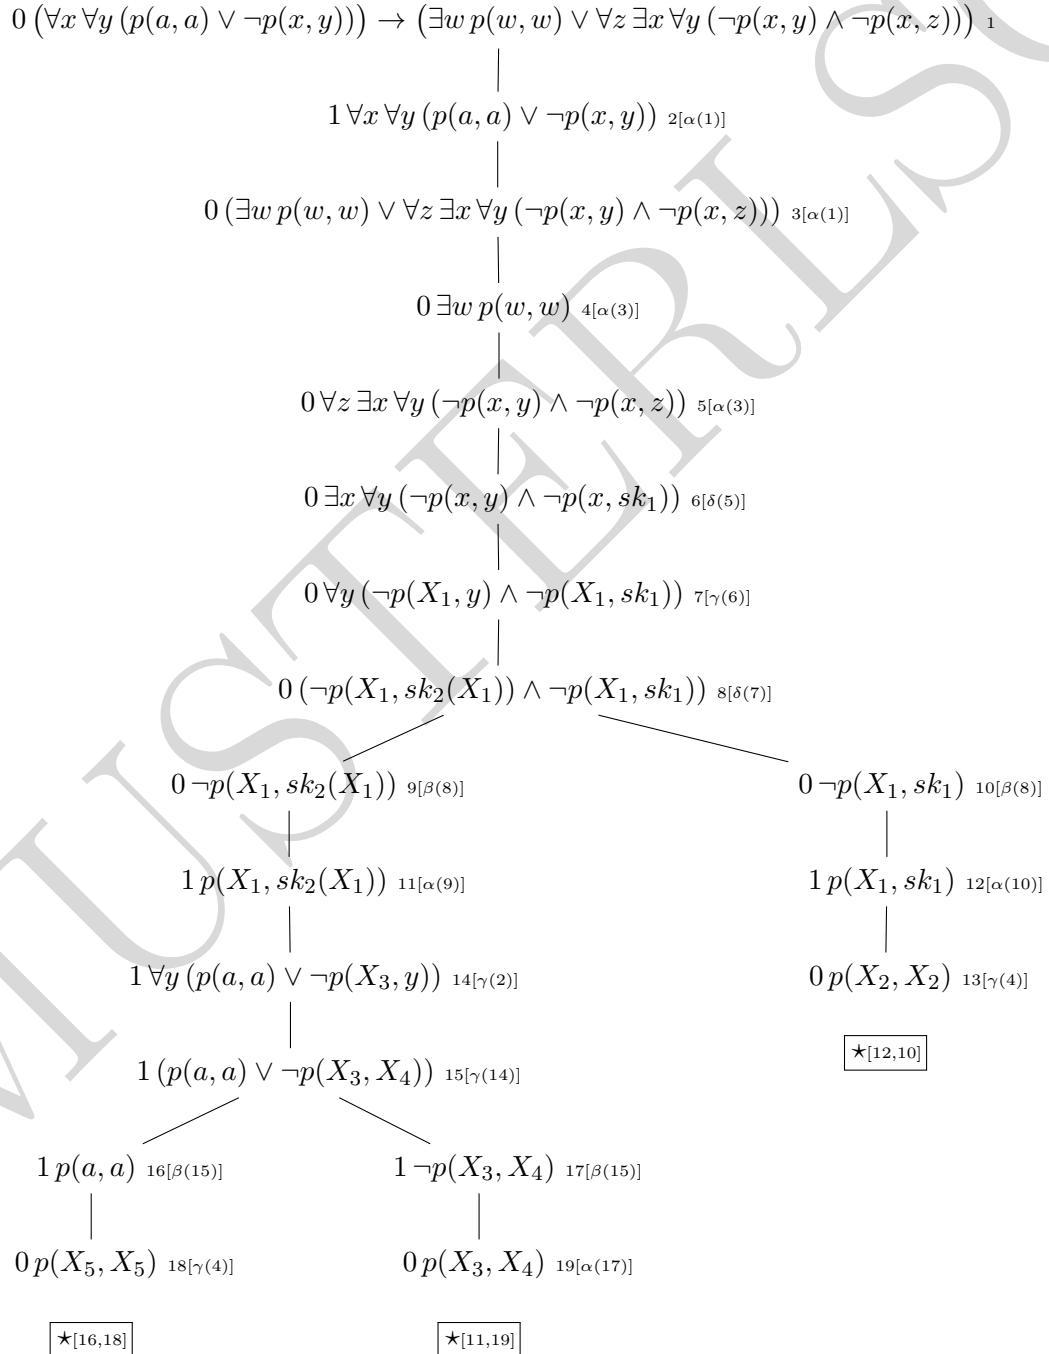 0 (∀x ∀y (p(a, a) ∨ ¬p(x, y))) → (∃w p(w, w) ∨ ∀z ∃x ∀y (¬p(x, y) ∧ ¬p(x, z))) 1
1 ∀x ∀y (p(a, a) ∨ ¬p(x, y)) 2[α(1)]
0 (∃w p(w, w) ∨ ∀z ∃x ∀y (¬p(x, y) ∧ ¬p(x, z))) 3[α(1)]
0 ∃w p(w, w) 4[α(3)]
0 ∀z ∃x ∀y (¬p(x, y) ∧ ¬p(x, z)) 5[α(3)]
0 ∃x ∀y (¬p(x, y) ∧ ¬p(x, sk₁)) 6[δ(5)]
0 ∀y (¬p(X₁, y) ∧ ¬p(X₁, sk₁)) 7[γ(6)]
0 (¬p(X₁, sk₂(X₁)) ∧ ¬p(X₁, sk₁)) 8[δ(7)]
0 ¬p(X₁, sk₂(X₁)) 9[β(8)]
0 ¬p(X₁, sk₁) 10[β(8)]
1 p(X₁, sk₂(X₁)) 11[α(9)]
1 p(X₁, sk₁) 12[α(10)]
1 ∀y (p(a, a) ∨ ¬p(X₃, y)) 14[γ(2)]
0 p(X₂, X₂) 13[γ(4)]
⋆[12,10]
1 (p(a, a) ∨ ¬p(X₃, X₄)) 15[γ(14)]
1 p(a, a) 16[β(15)]
1 ¬p(X₃, X₄) 17[β(15)]
0 p(X₅, X₅) 18[γ(4)]
0 p(X₃, X₄) 19[α(17)]
⋆[16,18]
⋆[11,19]